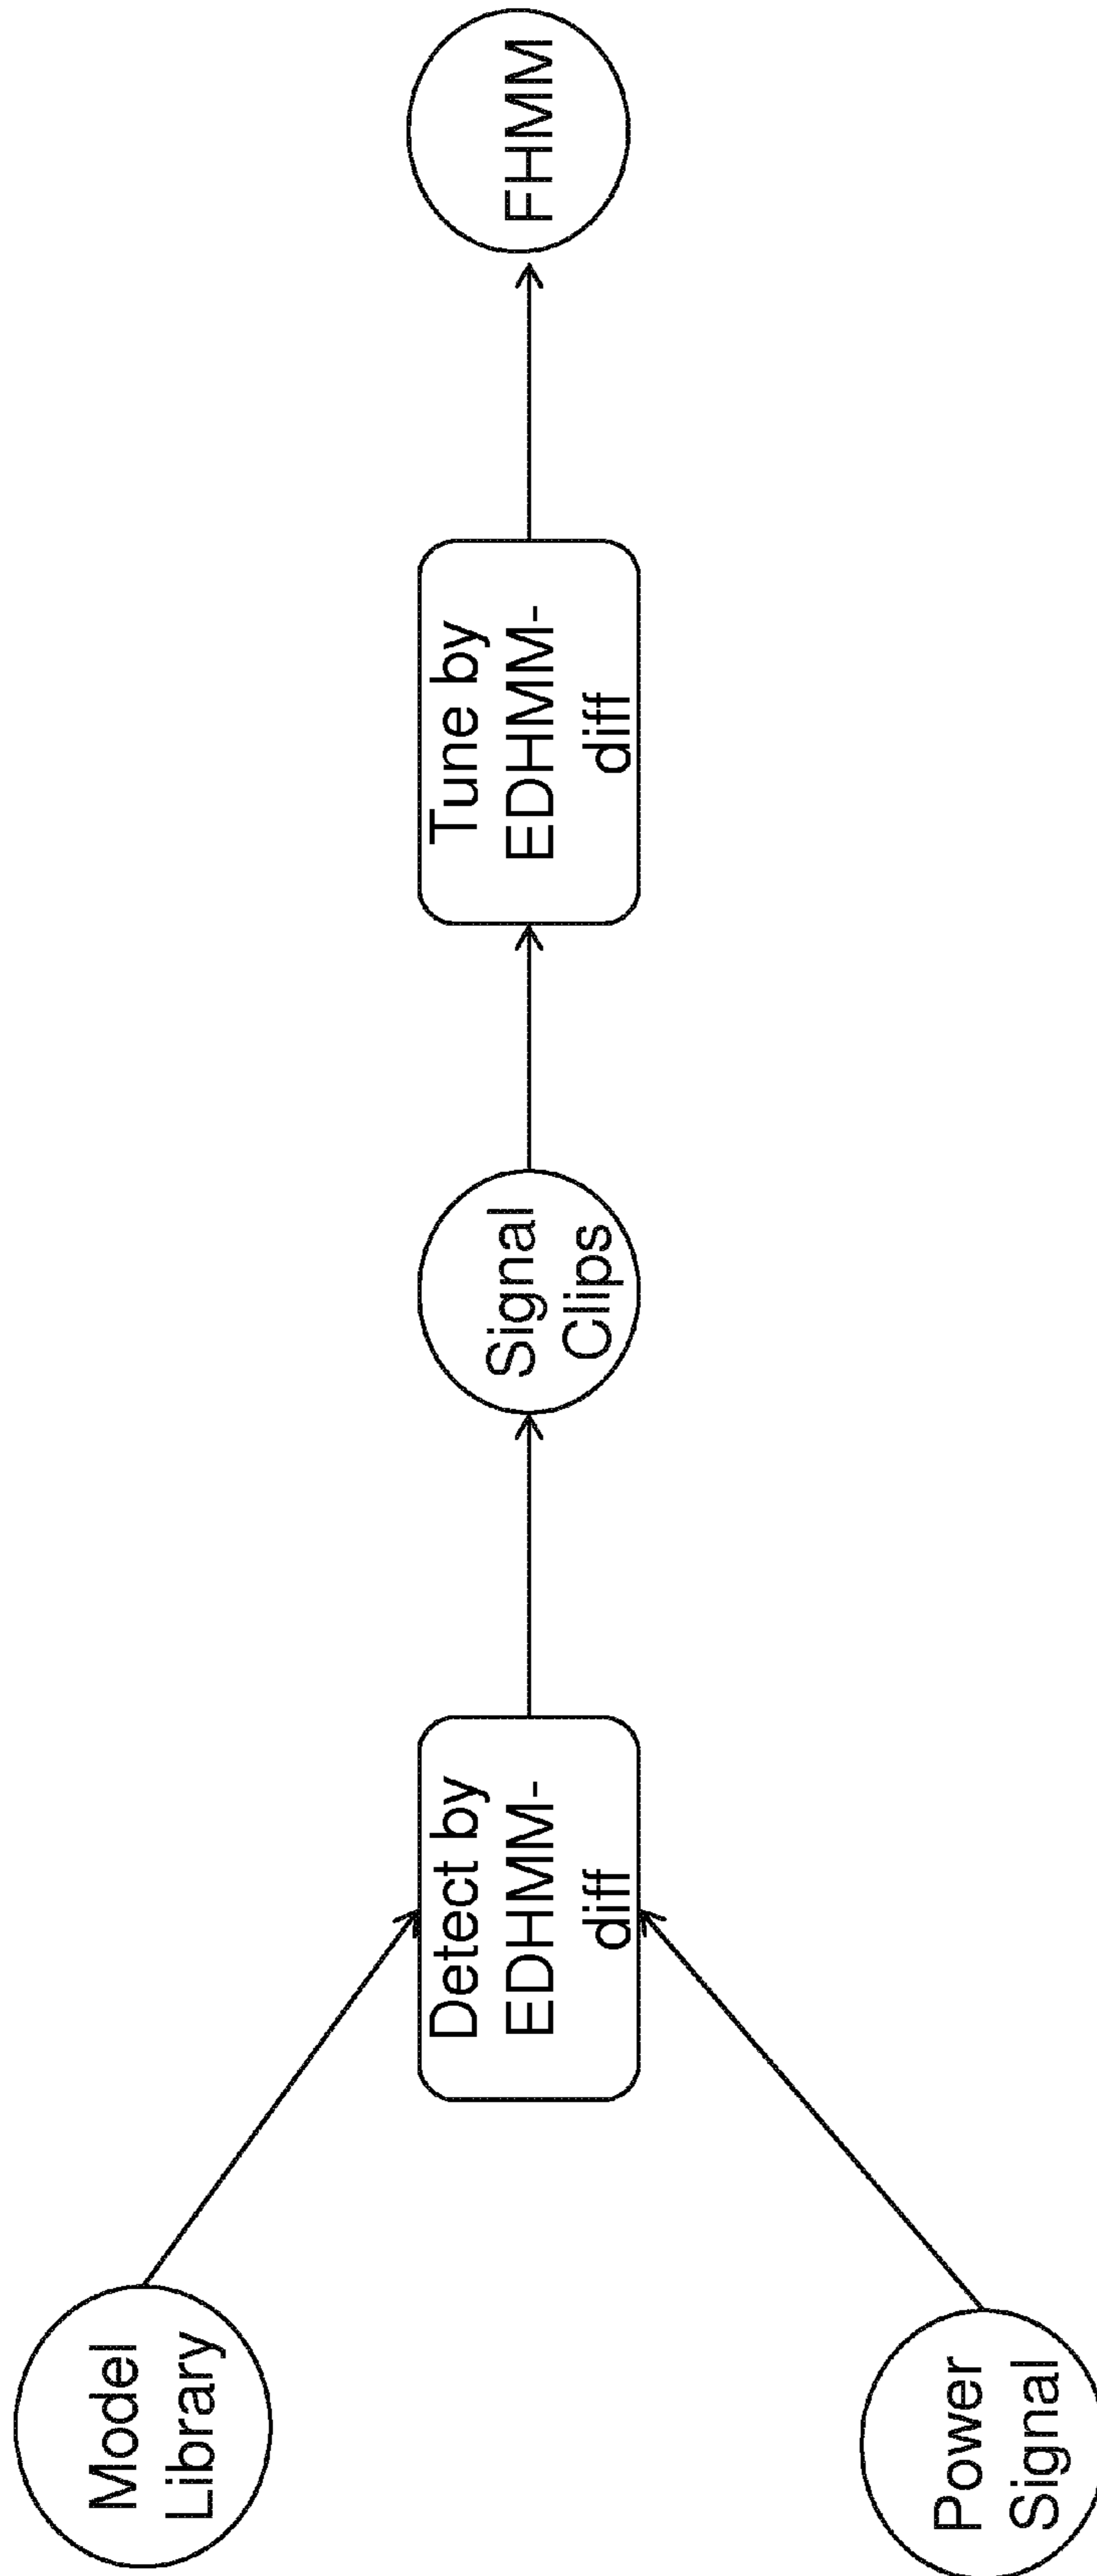 Model
Library
Power
Signal
Detect by
EDHMM-
diff
Signal
Clips
Tune by
EDHMM-
diff
FHMM